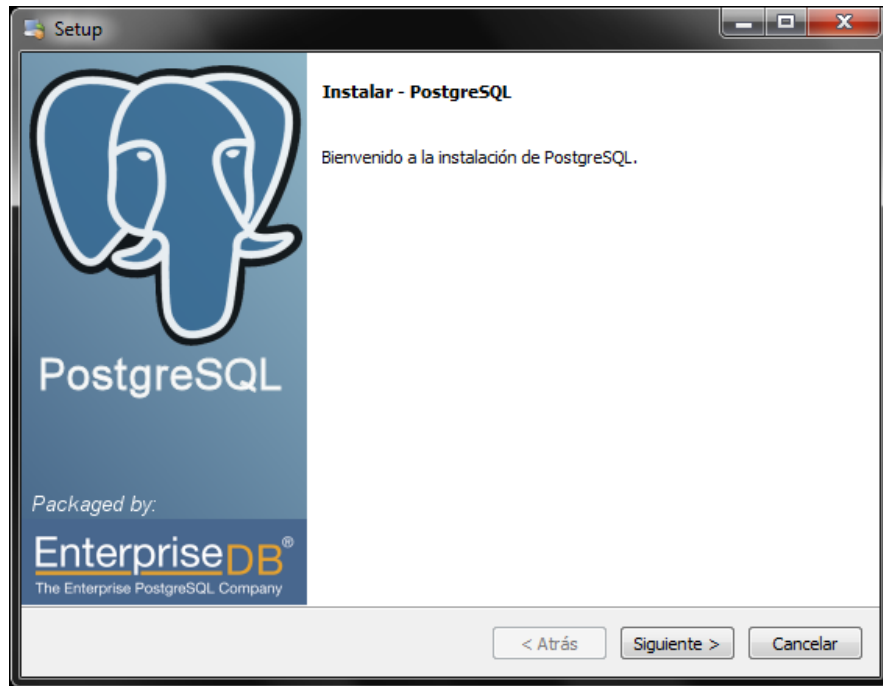 Setup
Instalar - PostgreSQL
Bienvenido a la instalación de PostgreSQL.
PostgreSQL
Packaged by:
EnterpriseDB®
The Enterprise PostgreSQL Company
< Atrás
Siguiente >
Cancelar